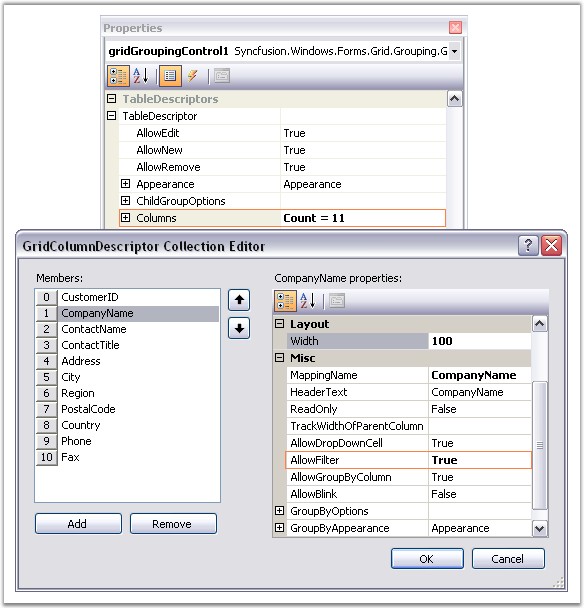 Properties
gridGroupingControl1 Syncfusion.Windows.Forms.Grid.Grouping.G
TableDescriptors
TableDescriptor
AllowEdit True
AllowNew True
AllowRemove True
Appearance Appearance
ChildGroupOptions
Columns Count = 11
GridColumnDescriptor Collection Editor
Members:
0 CustomerID
1 CompanyName
2 ContactName
3 ContactTitle
4 Address
5 City
6 Region
7 PostalCode
8 Country
9 Phone
10 Fax
Add Remove
CompanyName properties:
Layout
Width 100
Misc
MappingName CompanyName
HeaderText CompanyName
ReadOnly False
TrackWidthOfParentColumn
AllowDropDownCell True
AllowFilter True
AllowGroupByColumn True
AllowBlink False
GroupByOptions
GroupByAppearance Appearance
OK Cancel